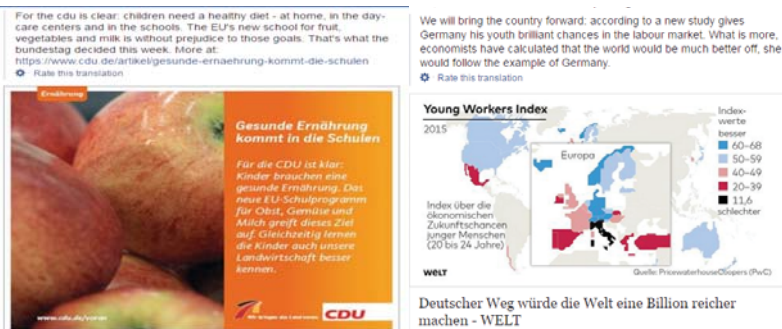 For the cdu is clear: children need a healthy diet - at home, in the day-
care centers and in the schools. The EU's new school for fruit,
vegetables and milk is without prejudice to those goals. That's what the
bundestag decided this week. More at:
https://www.cdu.de/artikel/gesunde-ernaehrung-kommt-die-schulen
Rate this translation
Ernährung
Gesunde Ernährung
kommt in die Schulen
Für die CDU ist klar:
Kinder brauchen eine
gesunde Ernährung. Das
neue EU-Schulprogramm
für Obst, Gemüse und
Milch greift dieses Ziel
auf. Gleichzeitig lernen
die Kinder auch unsere
Landwirtschaft besser
kennen.
www.cdu.de/voran
Wir bringen das Land voran.
CDU
We will bring the country forward: according to a new study gives
Germany his youth brilliant chances in the labour market. What is more,
economists have calculated that the world would be much better off, she
would follow the example of Germany.
Rate this translation
Young Workers Index
2015
Index-
werte
besser
60–68
50–59
40–49
20–39
11,6
schlechter
Europa
Index über die
ökonomischen
Zukunftschancen
junger Menschen
(20 bis 24 Jahre)
WELT
Quelle: PricewaterhouseCoopers (PwC)
Deutscher Weg würde die Welt eine Billion reicher
machen - WELT